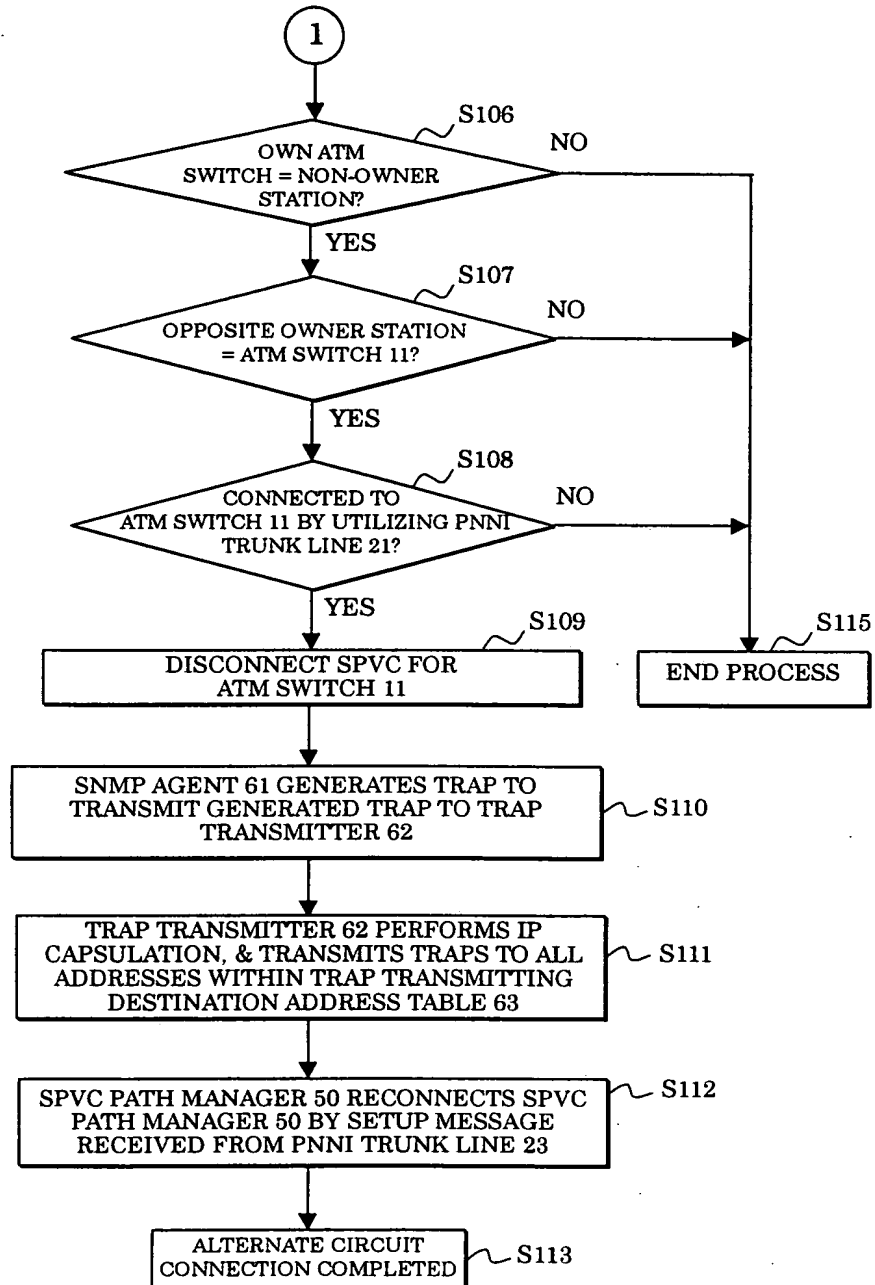 1
S106
OWN ATM
SWITCH = NON-OWNER
STATION?
NO
YES
S107
OPPOSITE OWNER STATION
= ATM SWITCH 11?
NO
YES
S108
CONNECTED TO
ATM SWITCH 11 BY UTILIZING PNNI
TRUNK LINE 21?
NO
YES
S109
DISCONNECT SPVC FOR
ATM SWITCH 11
S115
END PROCESS
SNMP AGENT 61 GENERATES TRAP TO
TRANSMIT GENERATED TRAP TO TRAP
TRANSMITTER 62
S110
TRAP TRANSMITTER 62 PERFORMS IP
CAPSULATION, & TRANSMITS TRAPS TO ALL
ADDRESSES WITHIN TRAP TRANSMITTING
DESTINATION ADDRESS TABLE 63
S111
SPVC PATH MANAGER 50 RECONNECTS SPVC
PATH MANAGER 50 BY SETUP MESSAGE
RECEIVED FROM PNNI TRUNK LINE 23
S112
ALTERNATE CIRCUIT
CONNECTION COMPLETED
S113